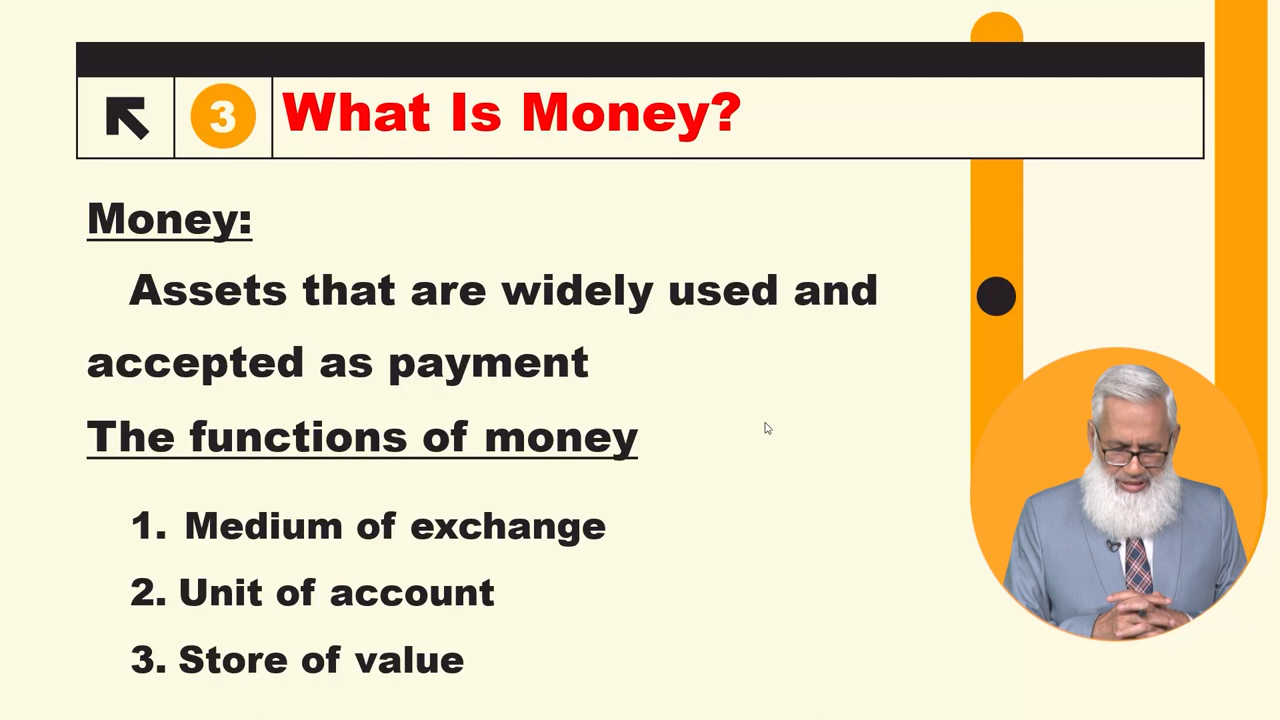 3 What Is Money?
Money:
Assets that are widely used and
accepted as payment
The functions of money
1. Medium of exchange
2. Unit of account
3. Store of value